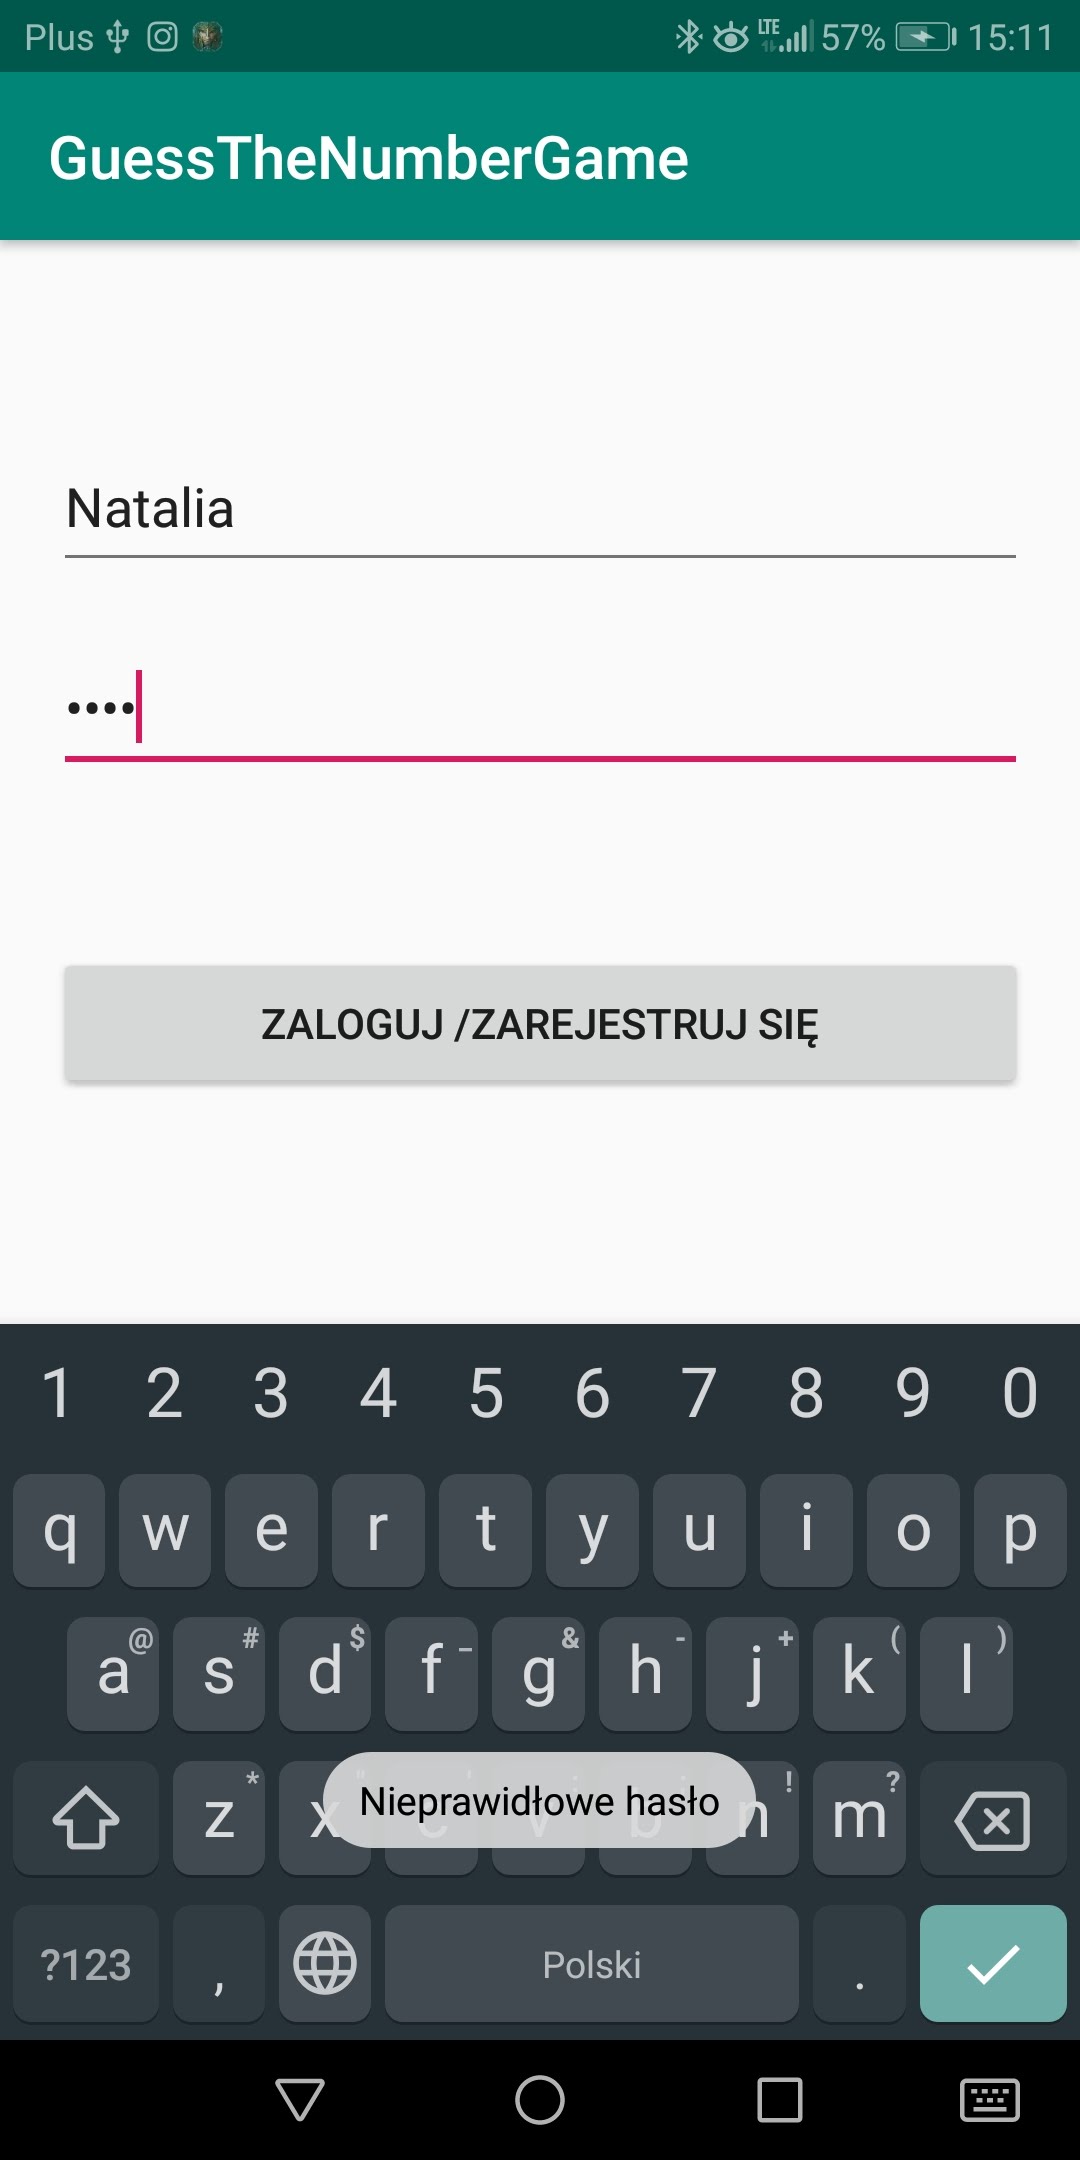 Plus LTE 57% 15:11
GuessTheNumberGame
Natalia
••••
ZALOGUJ /ZAREJESTRUJ SIĘ
1 2 3 4 5 6 7 8 9 0
q w e r t y u i o p
@ # $ _ & - + ( )
a s d f g h j k l
* ! ?
z x c v b n m
Nieprawidłowe hasło
?123 , Polski .